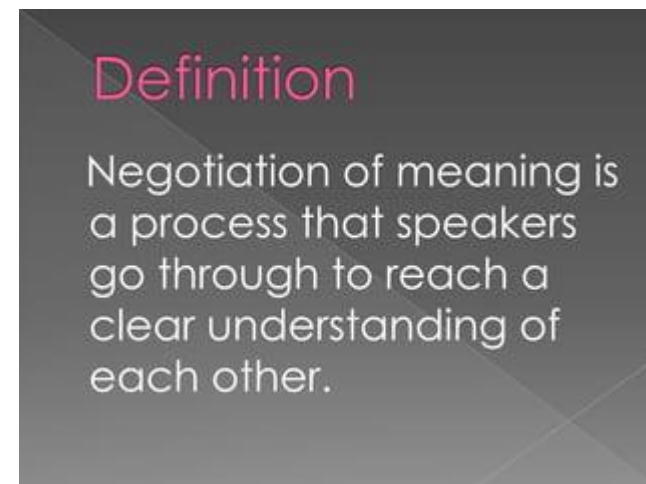 Definition
Negotiation of meaning is
a process that speakers
go through to reach a
clear understanding of
each other.